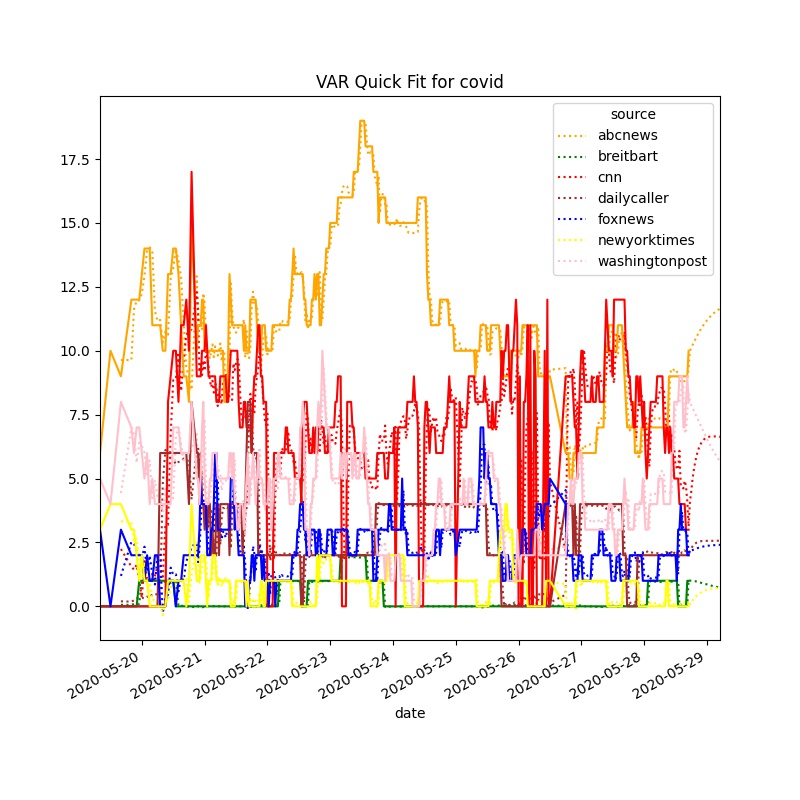 VAR Quick Fit for covid
source
abcnews
breitbart
cnn
dailycaller
foxnews
newyorktimes
washingtonpost
17.5
15.0
12.5
10.0
7.5
5.0
2.5
0.0
2020-05-20
2020-05-21
2020-05-22
2020-05-23
2020-05-24
2020-05-25
2020-05-26
2020-05-27
2020-05-28
2020-05-29
date